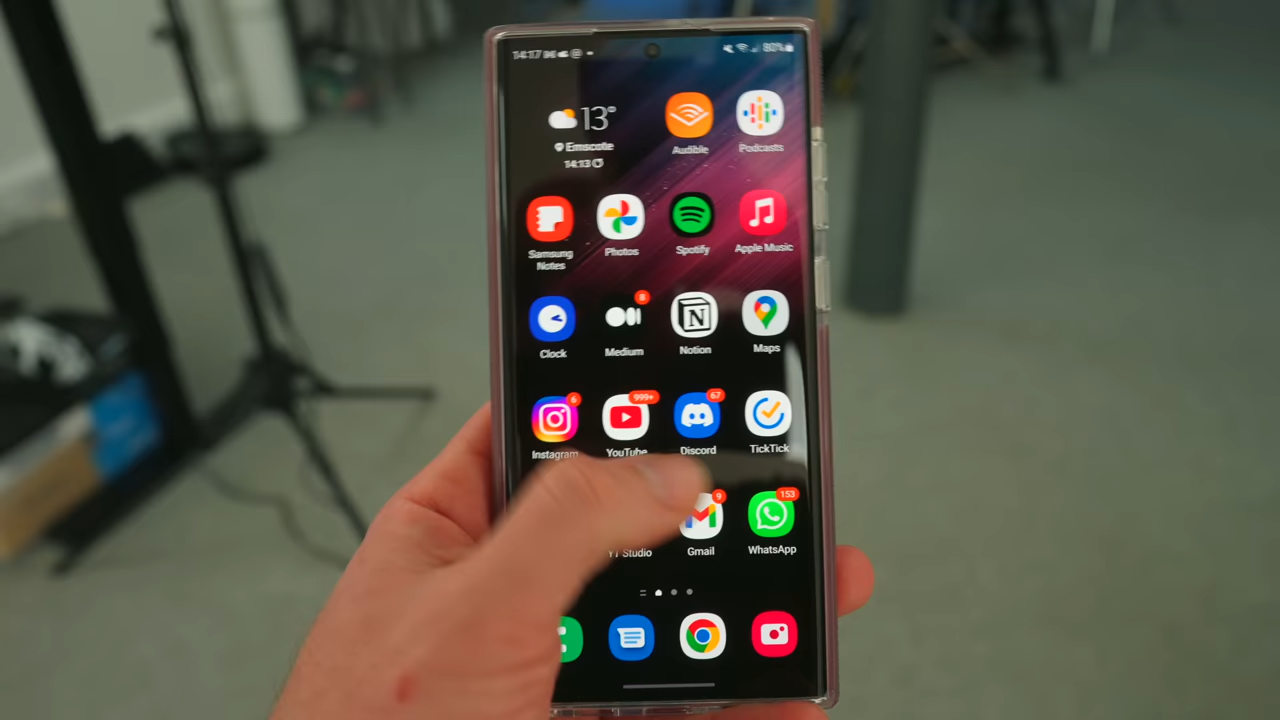 14:17
80%
13°
Emscote
14:13
Audible
Podcasts
Samsung
Notes
Photos
Spotify
Apple Music
8
N
Clock
Medium
Notion
Maps
6
999+
67
Instagram
YouTube
Discord
TickTick
9
153
YT Studio
Gmail
WhatsApp